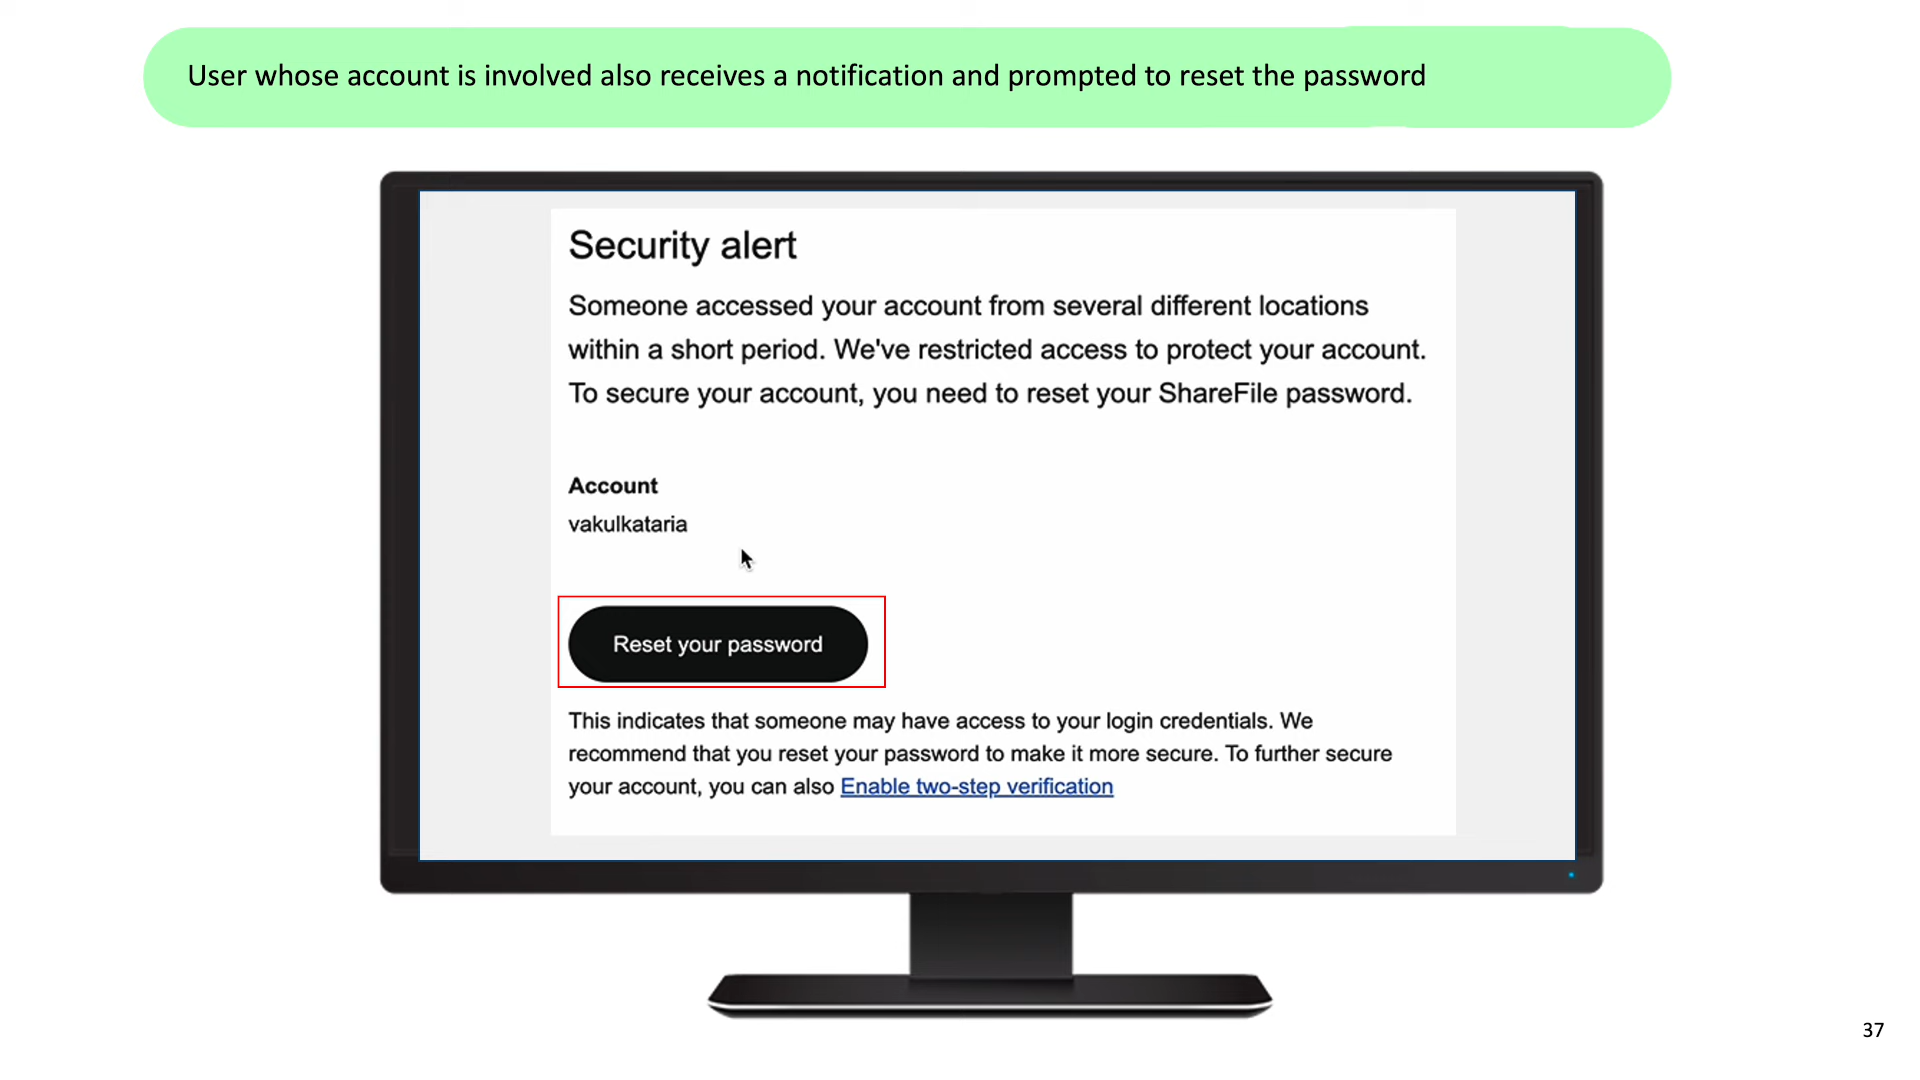 User whose account is involved also receives a notification and prompted to reset the password
Security alert
Someone accessed your account from several different locations
within a short period. We've restricted access to protect your account.
To secure your account, you need to reset your ShareFile password.
Account
vakulkataria
Reset your password
This indicates that someone may have access to your login credentials. We
recommend that you reset your password to make it more secure. To further secure
your account, you can also Enable two-step verification
37